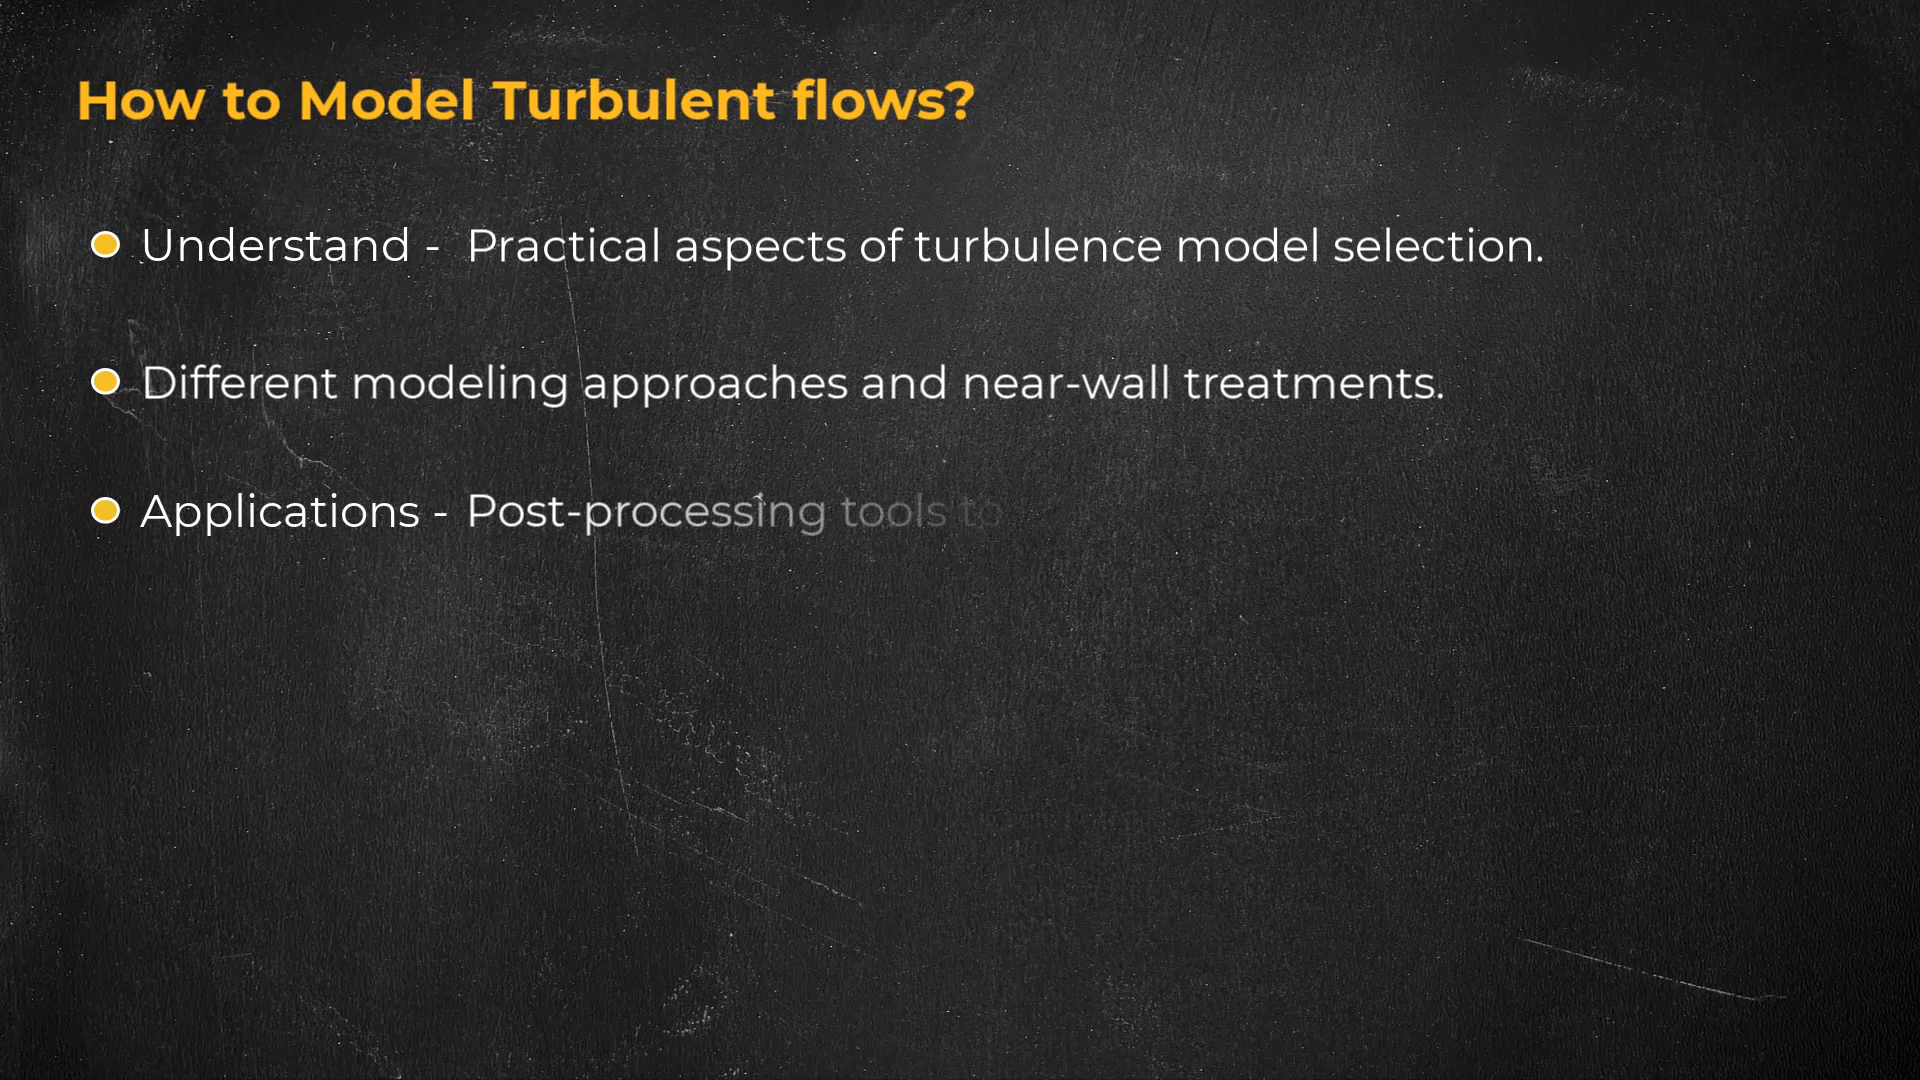 How to Model Turbulent flows?
Understand - Practical aspects of turbulence model selection.
Different modeling approaches and near-wall treatments.
Applications - Post-processing tools to